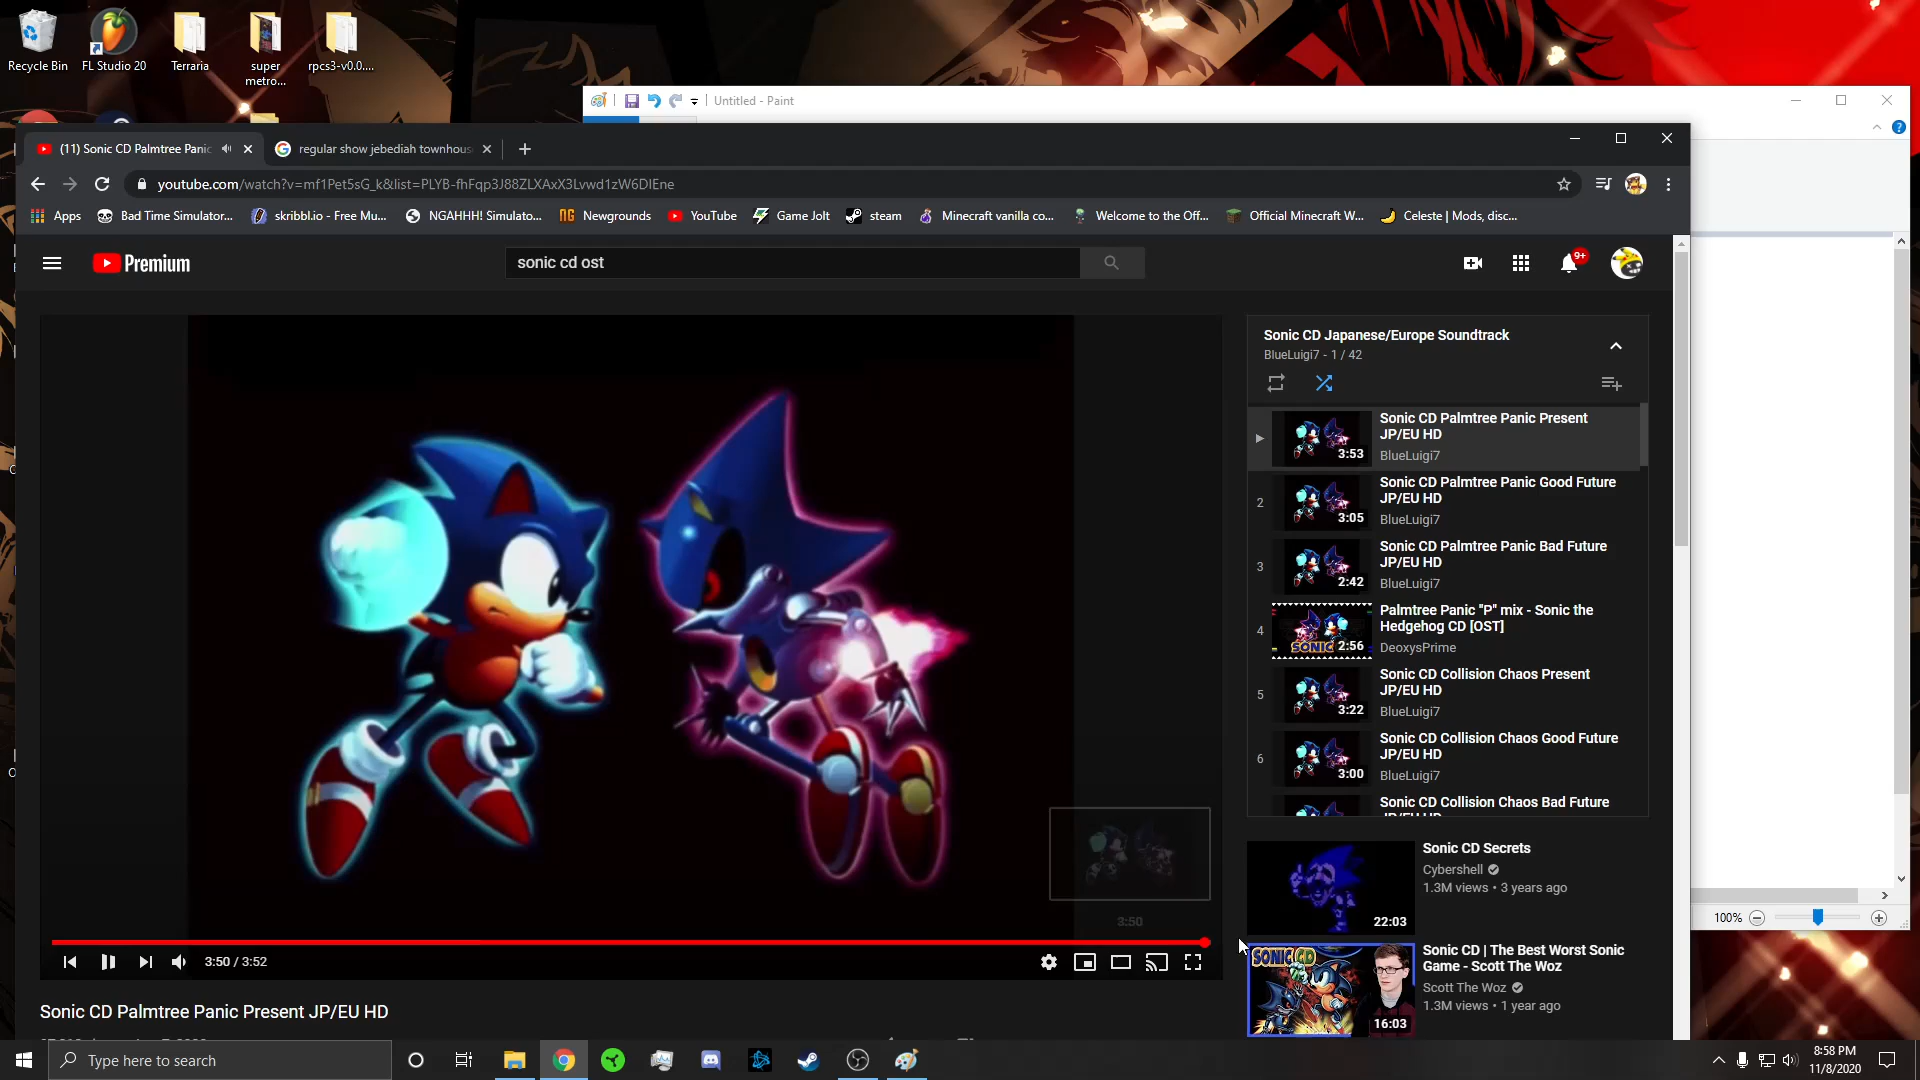 Recycle Bin
FL Studio 20
Terraria
super metro...
rpcs3-v0.0....
Untitled - Paint
(11) Sonic CD Palmtree Panic
regular show jebediah townhous
youtube.com/watch?v=mf1Pet5sG_k&list=PLYB-fhFqp3J88ZLXAxX3Lvwd1zW6DIEne
Apps
Bad Time Simulator...
skribbl.io - Free Mu...
NGAHHH! Simulato...
NG Newgrounds
YouTube
Game Jolt
steam
Minecraft vanilla co...
Welcome to the Off...
Official Minecraft W...
Celeste | Mods, disc...
Premium
sonic cd ost
9+
Sonic CD Japanese/Europe Soundtrack
BlueLuigi7 - 1 / 42
Sonic CD Palmtree Panic Present
JP/EU HD
BlueLuigi7
3:53
2
Sonic CD Palmtree Panic Good Future
JP/EU HD
BlueLuigi7
3:05
3
Sonic CD Palmtree Panic Bad Future
JP/EU HD
BlueLuigi7
2:42
4
Palmtree Panic "P" mix - Sonic the
Hedgehog CD [OST]
DeoxysPrime
SONIC
2:56
5
Sonic CD Collision Chaos Present
JP/EU HD
BlueLuigi7
3:22
6
Sonic CD Collision Chaos Good Future
JP/EU HD
BlueLuigi7
3:00
Sonic CD Collision Chaos Bad Future
JP/EU HD
Sonic CD Secrets
Cybershell
1.3M views • 3 years ago
22:03
SONIC CD
Sonic CD | The Best Worst Sonic
Game - Scott The Woz
Scott The Woz
1.3M views • 1 year ago
16:03
3:50
3:50 / 3:52
Sonic CD Palmtree Panic Present JP/EU HD
100%
Type here to search
8:58 PM
11/8/2020